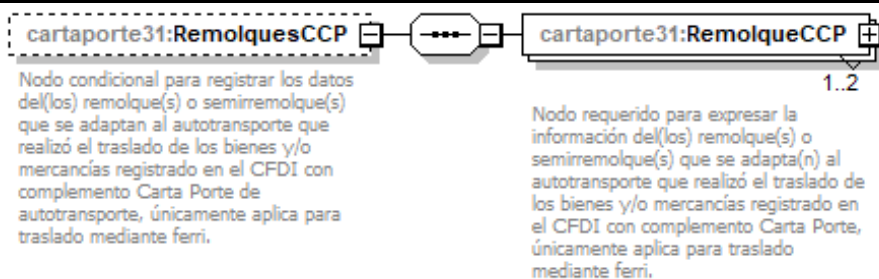 cartaporte31:RemolquesCCP
Nodo condicional para registrar los datos
del(los) remolque(s) o semirremolque(s)
que se adaptan al autotransporte que
realizó el traslado de los bienes y/o
mercancías registrado en el CFDI con
complemento Carta Porte de
autotransporte, únicamente aplica para
traslado mediante ferri.
cartaporte31:RemolqueCCP
1..2
Nodo requerido para expresar la
información del(los) remolque(s) o
semirremolque(s) que se adapta(n) al
autotransporte que realizó el traslado de
los bienes y/o mercancías registrado en
el CFDI con complemento Carta Porte,
únicamente aplica para traslado
mediante ferri.